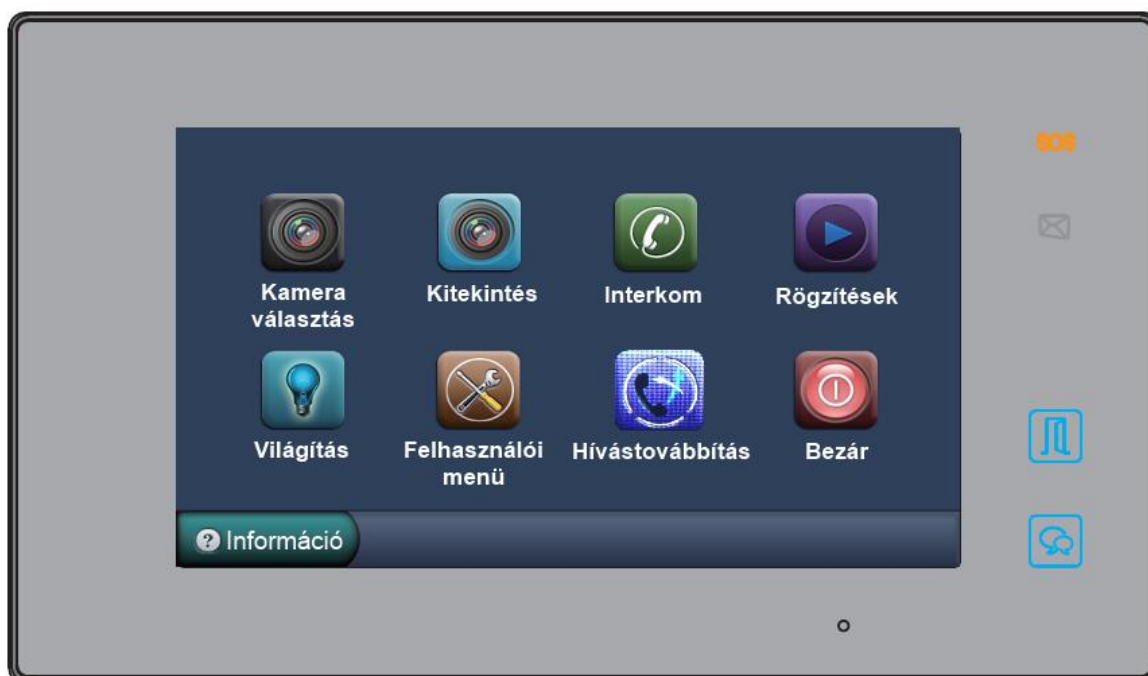 SOS
Kamera
választás
Kitekintés
Interkom
Rögzítések
Világítás
Felhasználói
menü
Hívástovábbítás
Bezár
? Információ